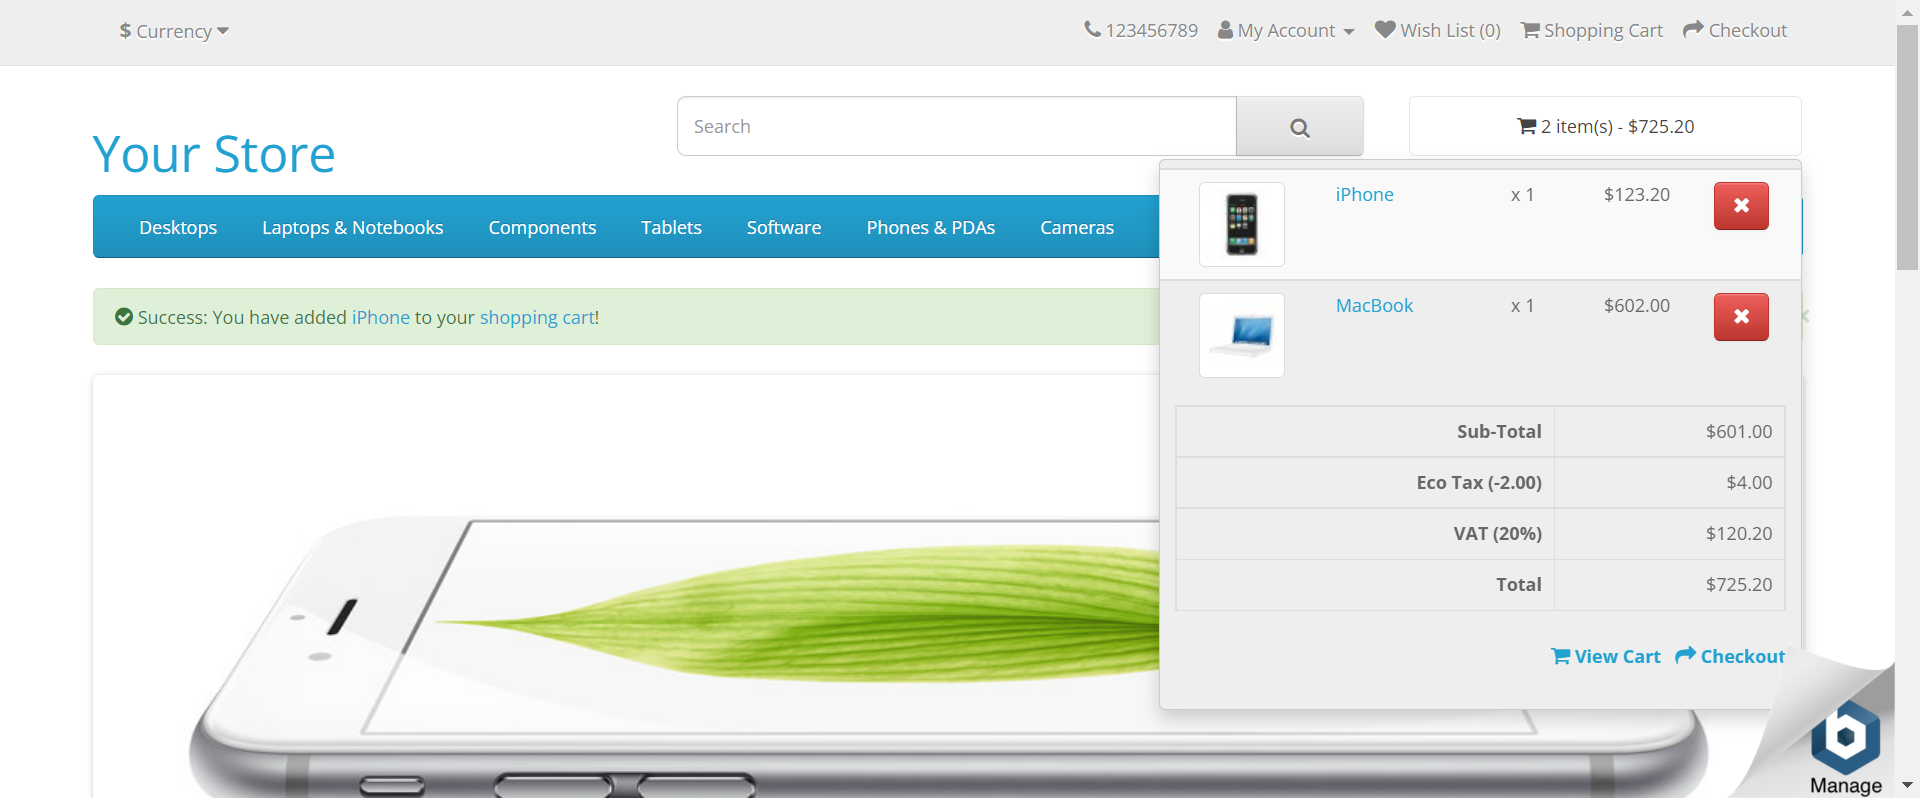 $ Currency
123456789 My Account Wish List (0) Shopping Cart Checkout
Your Store
Search
2 item(s) - $725.20
Desktops Laptops & Notebooks Components Tablets Software Phones & PDAs Cameras
iPhone x 1 $123.20
Success: You have added iPhone to your shopping cart!
MacBook x 1 $602.00
Sub-Total $601.00
Eco Tax (-2.00) $4.00
VAT (20%) $120.20
Total $725.20
View Cart Checkout
b
Manage